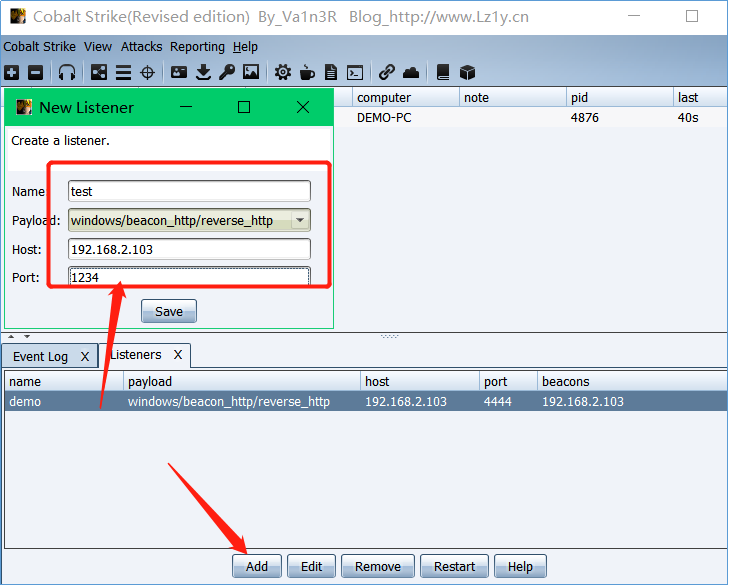 Cobalt Strike(Revised edition) By_Va1n3R Blog_http://www.Lz1y.cn
Cobalt Strike View Attacks Reporting Help
New Listener
computer note pid last
DEMO-PC 4876 40s
Create a listener.
Name: test
Payload: windows/beacon_http/reverse_http
Host: 192.168.2.103
Port: 1234
Save
Event Log X Listeners X
name payload host port beacons
demo windows/beacon_http/reverse_http 192.168.2.103 4444 192.168.2.103
Add Edit Remove Restart Help